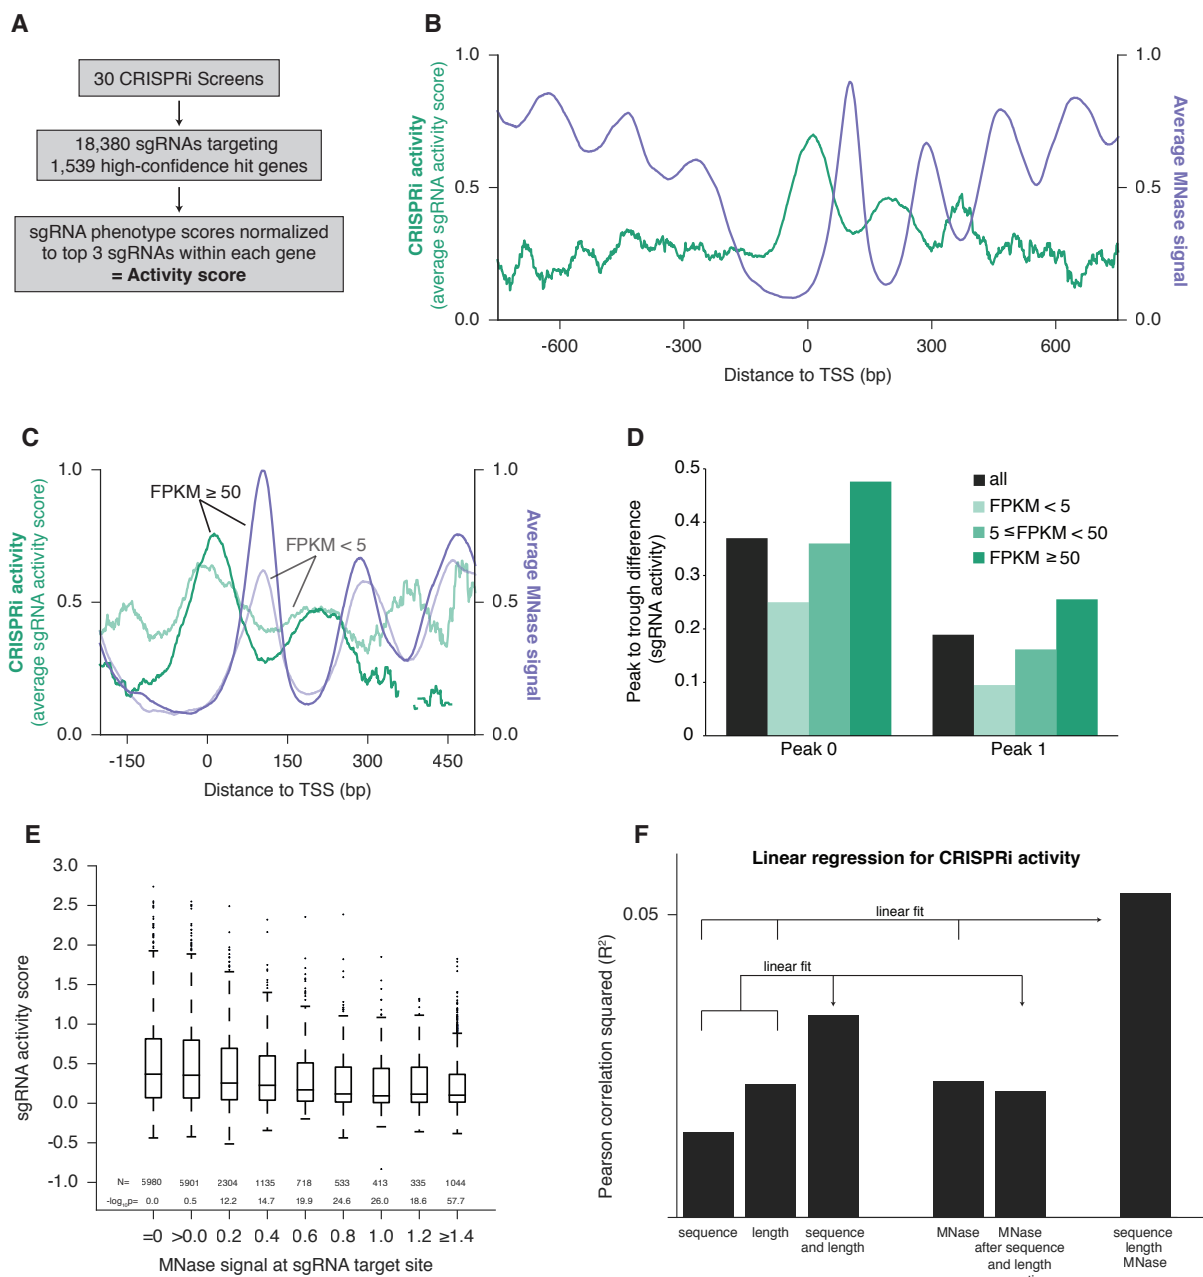 A
30 CRISPRi Screens
18,380 sgRNAs targeting
1,539 high-confidence hit genes
sgRNA phenotype scores normalized
to top 3 sgRNAs within each gene
= Activity score
B
CRISPRi activity
(average sgRNA activity score)
1.0
0.5
0.0
1.0
0.5
0.0
Average MNase signal
-600
-300
0
300
600
Distance to TSS (bp)
C
CRISPRi activity
(average sgRNA activity score)
1.0
0.5
0.0
FPKM ≥ 50
FPKM < 5
1.0
0.5
0.0
Average MNase signal
-150
0
150
300
450
Distance to TSS (bp)
D
Peak to trough difference
(sgRNA activity)
0.5
0.4
0.3
0.2
0.1
0
all
FPKM < 5
5 ≤FPKM < 50
FPKM ≥ 50
Peak 0
Peak 1
E
sgRNA activity score
3.0
2.5
2.0
1.5
1.0
0.5
0.0
-0.5
-1.0
N= 5980 5901 2304 1135 718 533 413 335 1044
-log₁₀p= 0.0 0.5 12.2 14.7 19.9 24.6 26.0 18.6 57.7
=0 >0.0 0.2 0.4 0.6 0.8 1.0 1.2 ≥1.4
MNase signal at sgRNA target site
F
Linear regression for CRISPRi activity
Pearson correlation squared (R²)
0.05
linear fit
linear fit
sequence
length
sequence
and length
MNase
MNase
after sequence
and length
sequence
length
MNase